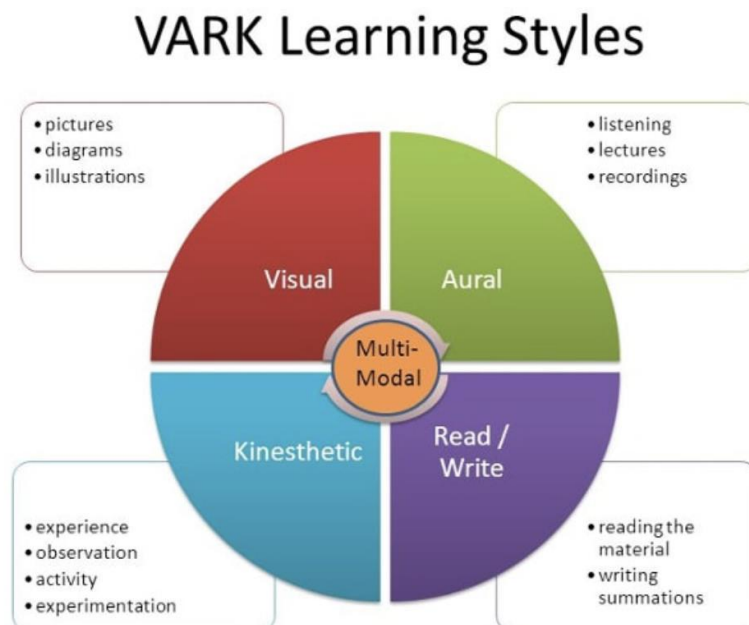 VARK Learning Styles
• pictures
• diagrams
• illustrations
• listening
• lectures
• recordings
Visual
Aural
Multi-
Modal
Kinesthetic
Read /
Write
• experience
• observation
• activity
• experimentation
• reading the
material
• writing
summations